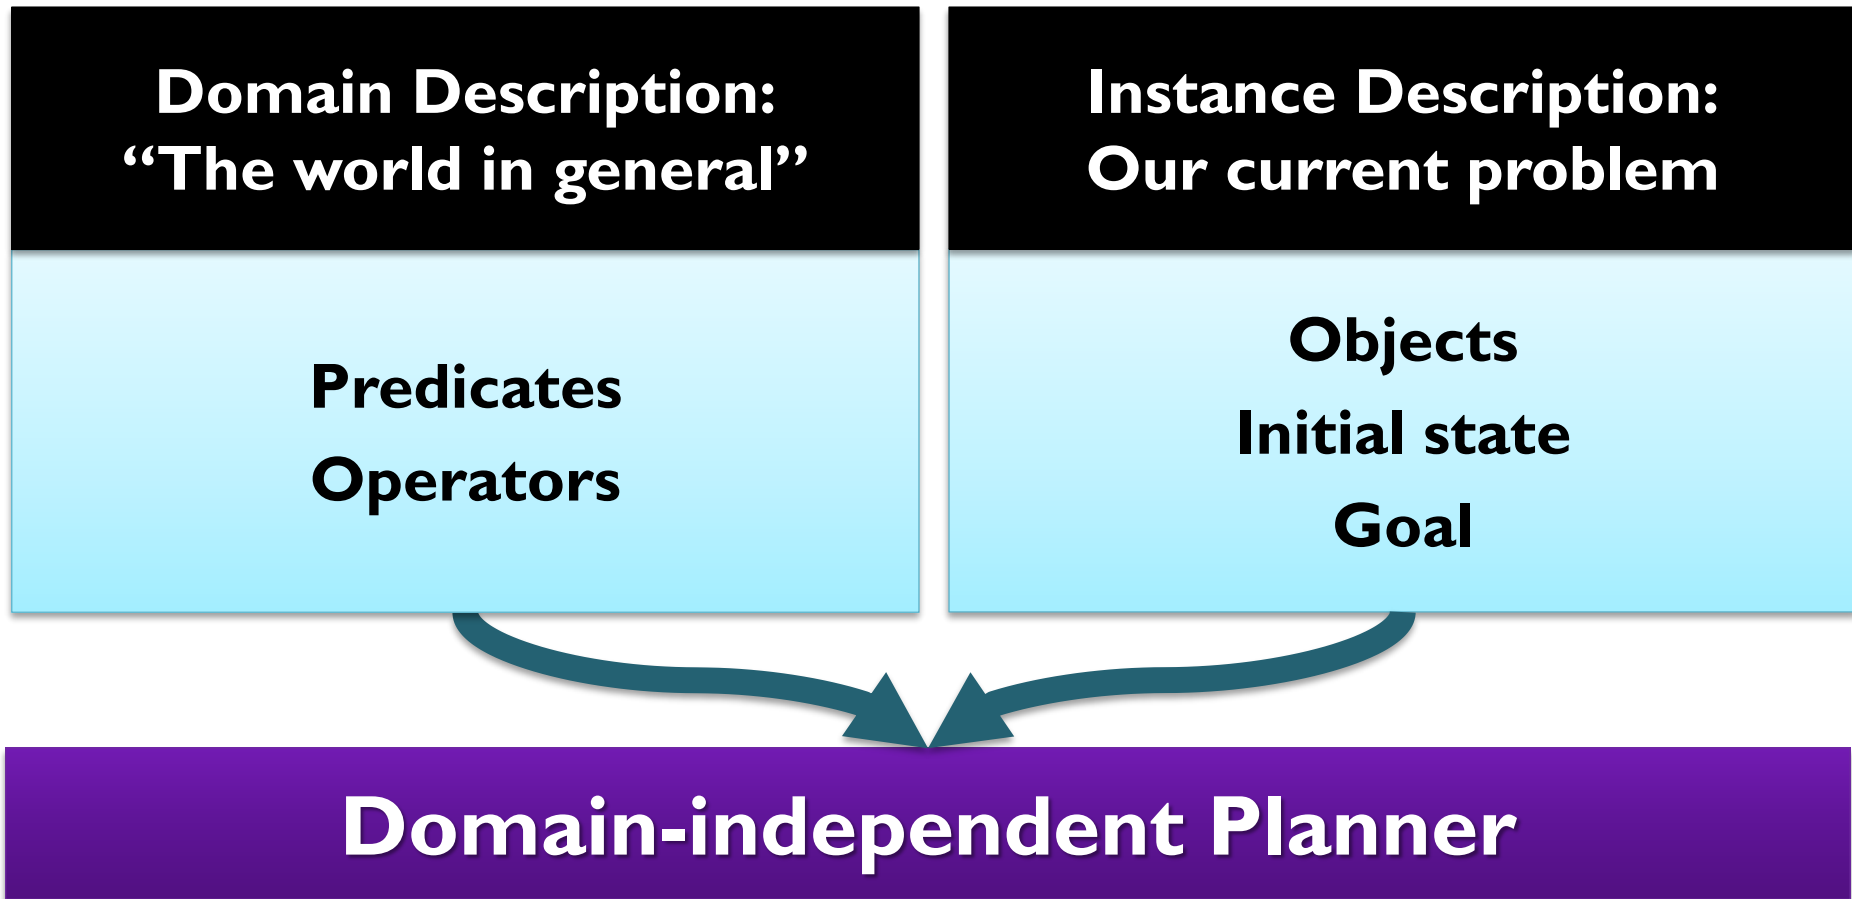 Domain Description:
“The world in general”
Predicates
Operators
Instance Description:
Our current problem
Objects
Initial state
Goal
Domain-independent Planner